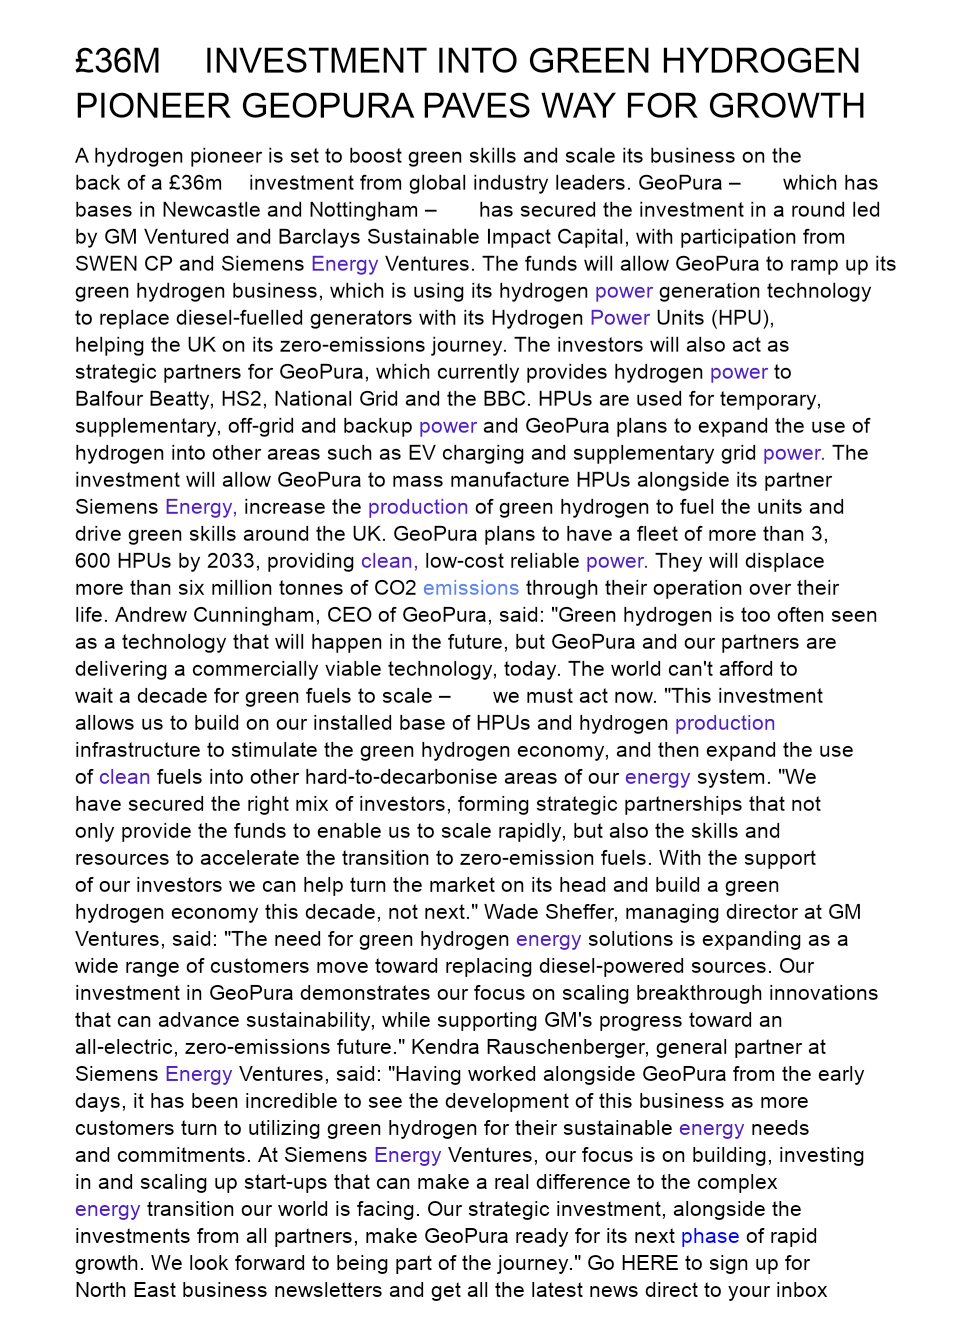 £36M INVESTMENT INTO GREEN HYDROGEN
PIONEER GEOPURA PAVES WAY FOR GROWTH
A hydrogen pioneer is set to boost green skills and scale its business on the
back of a £36m investment from global industry leaders. GeoPura – which has
bases in Newcastle and Nottingham – has secured the investment in a round led
by GM Ventured and Barclays Sustainable Impact Capital, with participation from
SWEN CP and Siemens Energy Ventures. The funds will allow GeoPura to ramp up its
green hydrogen business, which is using its hydrogen power generation technology
to replace diesel-fuelled generators with its Hydrogen Power Units (HPU),
helping the UK on its zero-emissions journey. The investors will also act as
strategic partners for GeoPura, which currently provides hydrogen power to
Balfour Beatty, HS2, National Grid and the BBC. HPUs are used for temporary,
supplementary, off-grid and backup power and GeoPura plans to expand the use of
hydrogen into other areas such as EV charging and supplementary grid power. The
investment will allow GeoPura to mass manufacture HPUs alongside its partner
Siemens Energy, increase the production of green hydrogen to fuel the units and
drive green skills around the UK. GeoPura plans to have a fleet of more than 3,
600 HPUs by 2033, providing clean, low-cost reliable power. They will displace
more than six million tonnes of CO2 emissions through their operation over their
life. Andrew Cunningham, CEO of GeoPura, said: "Green hydrogen is too often seen
as a technology that will happen in the future, but GeoPura and our partners are
delivering a commercially viable technology, today. The world can't afford to
wait a decade for green fuels to scale – we must act now. "This investment
allows us to build on our installed base of HPUs and hydrogen production
infrastructure to stimulate the green hydrogen economy, and then expand the use
of clean fuels into other hard-to-decarbonise areas of our energy system. "We
have secured the right mix of investors, forming strategic partnerships that not
only provide the funds to enable us to scale rapidly, but also the skills and
resources to accelerate the transition to zero-emission fuels. With the support
of our investors we can help turn the market on its head and build a green
hydrogen economy this decade, not next." Wade Sheffer, managing director at GM
Ventures, said: "The need for green hydrogen energy solutions is expanding as a
wide range of customers move toward replacing diesel-powered sources. Our
investment in GeoPura demonstrates our focus on scaling breakthrough innovations
that can advance sustainability, while supporting GM's progress toward an
all-electric, zero-emissions future." Kendra Rauschenberger, general partner at
Siemens Energy Ventures, said: "Having worked alongside GeoPura from the early
days, it has been incredible to see the development of this business as more
customers turn to utilizing green hydrogen for their sustainable energy needs
and commitments. At Siemens Energy Ventures, our focus is on building, investing
in and scaling up start-ups that can make a real difference to the complex
energy transition our world is facing. Our strategic investment, alongside the
investments from all partners, make GeoPura ready for its next phase of rapid
growth. We look forward to being part of the journey." Go HERE to sign up for
North East business newsletters and get all the latest news direct to your inbox